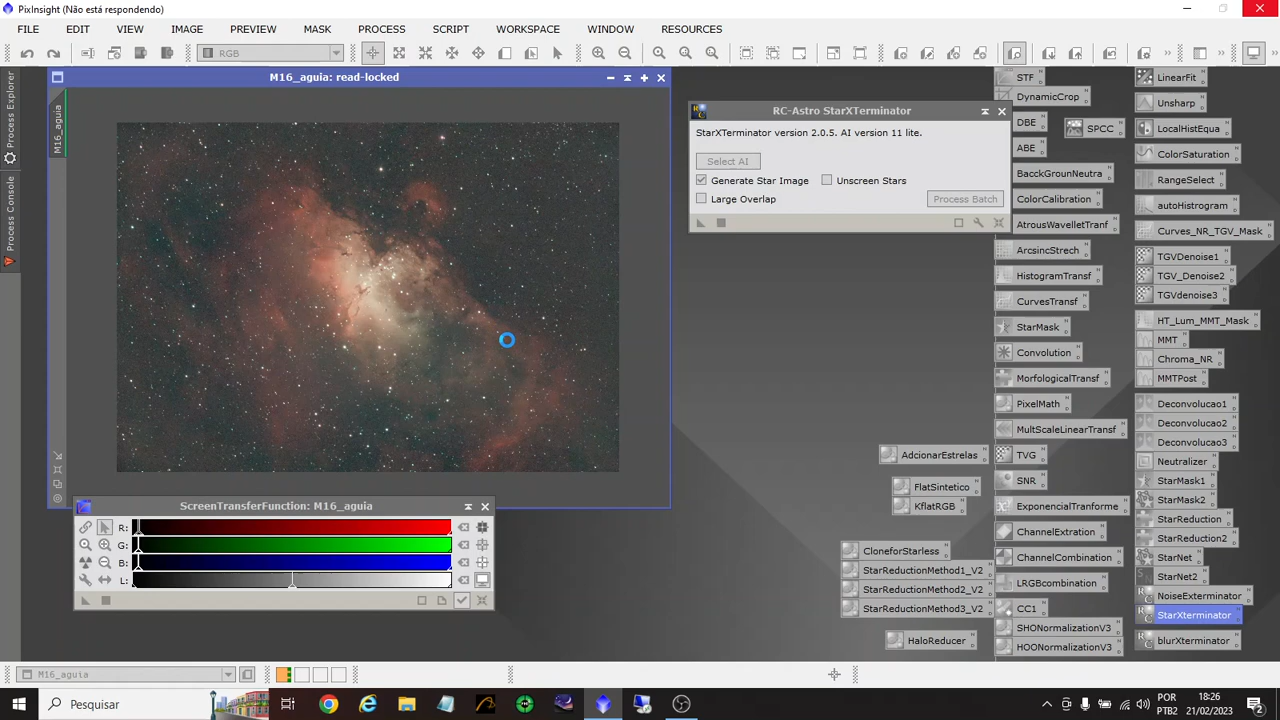 PixInsight (Não está respondendo)
FILE EDIT VIEW IMAGE PROCESS MASK SCRIPT WORKSPACE WINDOW RESOURCES
RGB
Process Explorer
Process Console
M16_aguia: read-locked
M16_aguia
RC-Astro StarXTerminator
StarXTerminator version 2.0.5. AI version 11 lite.
Select AI
Generate Star Image Unscreen Stars
Large Overlap Process Batch
ScreenTransferFunction: M16_aguia
R:
G:
B:
L:
STF
DynamicCrop
DBE
SPCC
ABE
BacckGrounNeutra
ColorCalibration
AtrousWavelletTranf
ArcsincStrech
HistogramTransf
CurvesTransf
StarMask
Convolution
MorfologicalTransf
PixelMath
MultScaleLinearTransf
TVG
SNR
ExponencialTranforme
ChannelExtration
ChannelCombination
LRGBcombination
CC1
SHONormalizationV3
HOONormalizationV3
AdcionarEstrelas
FlatSintetico
KflatRGB
CloneforStarless
StarReductionMethod1_V2
StarReductionMethod2_V2
StarReductionMethod3_V2
HaloReducer
LinearFit
Unsharp
LocalHistEqua
ColorSaturation
RangeSelect
autoHistrogram
Curves_NR_TGV_Mask
TGVDenoise1
TGV_Denoise2
TGVdenoise3
HT_Lum_MMT_Mask
MMT
Chroma_NR
MMTPost
Deconvolucao1
Deconvolucao2
Deconvolucao3
Neutralizer
StarMask1
StarMask2
StarReduction
StarReduction2
StarNet
StarNet2
NoiseExterminator
StarXterminator
blurXterminator
M16_aguia
Pesquisar
POR
PTB2
18:26
21/02/2023
2